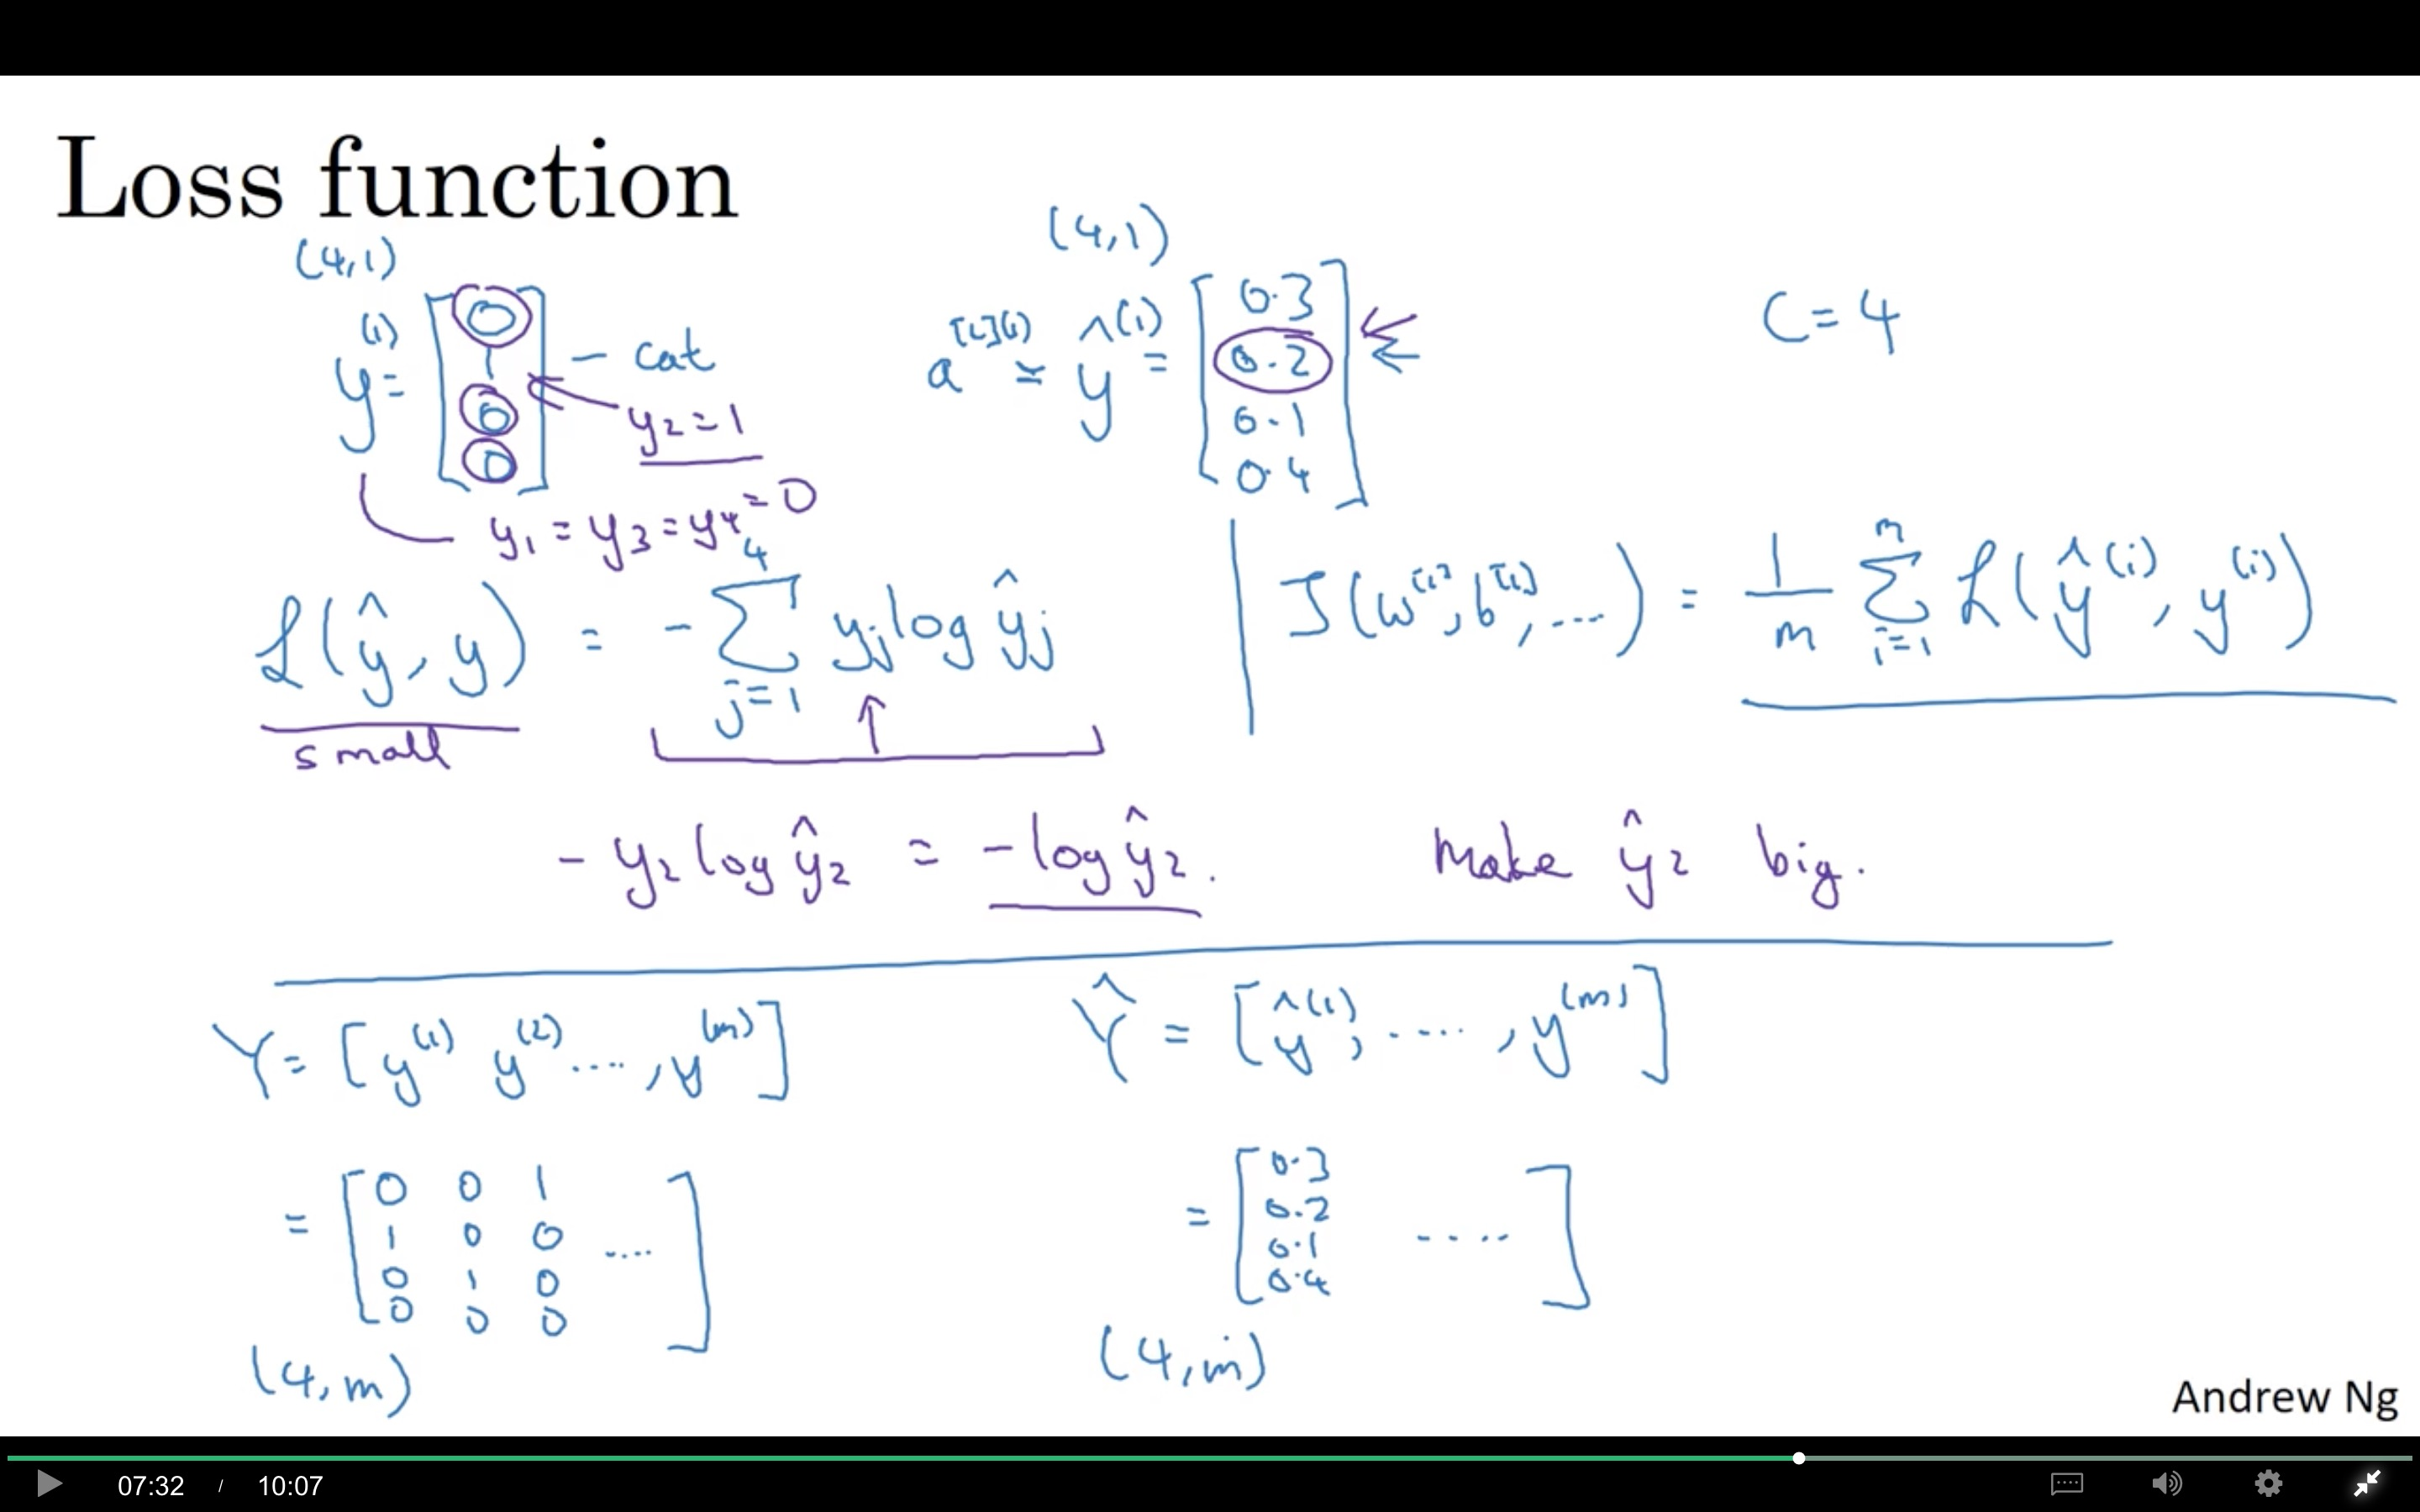 Loss function
(4,1)
(4,1)
y^(1) = [0 1 0 0] - cat
y₂ = 1
a^[L](1) = ŷ^(1) = [0.3 0.2 0.1 0.4]
C = 4
y₁ = y₃ = y₄ = 0
ℒ(ŷ, y) = - Σ_{j=1}^{4} yⱼ log ŷⱼ
small
J(w^[1], b^[1], ...) = 1/m Σ_{i=1}^{m} ℒ(ŷ^(i), y^(i))
- y₂ log ŷ₂ = - log ŷ₂. Make ŷ₂ big.
Y = [y^(1) y^(2) ...., y^(m)]
Ŷ = [ŷ^(1), ...., y^(m)]
= [0 0 1
1 0 0 ....
0 1 0
0 0 0]
(4,m)
= [0.3
0.2
0.1 ....
0.4]
(4,m)
Andrew Ng
07:32 / 10:07